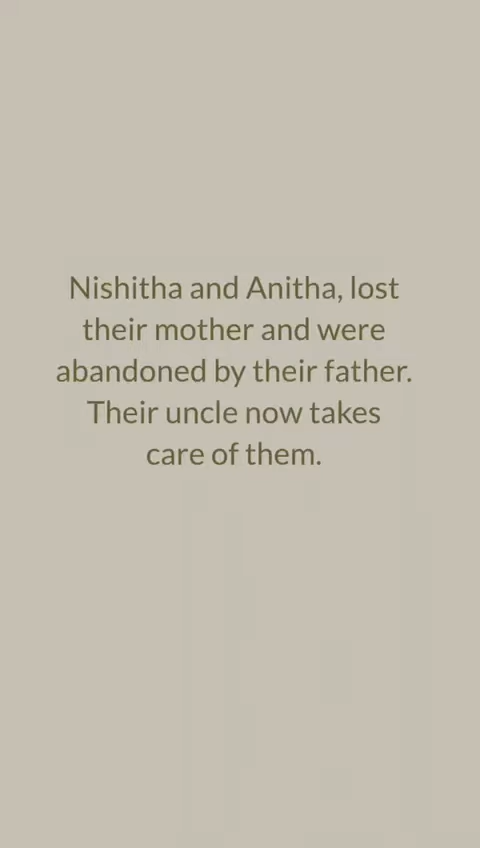 Nishitha and Anitha, lost
their mother and were
abandoned by their father.
Their uncle now takes
care of them.